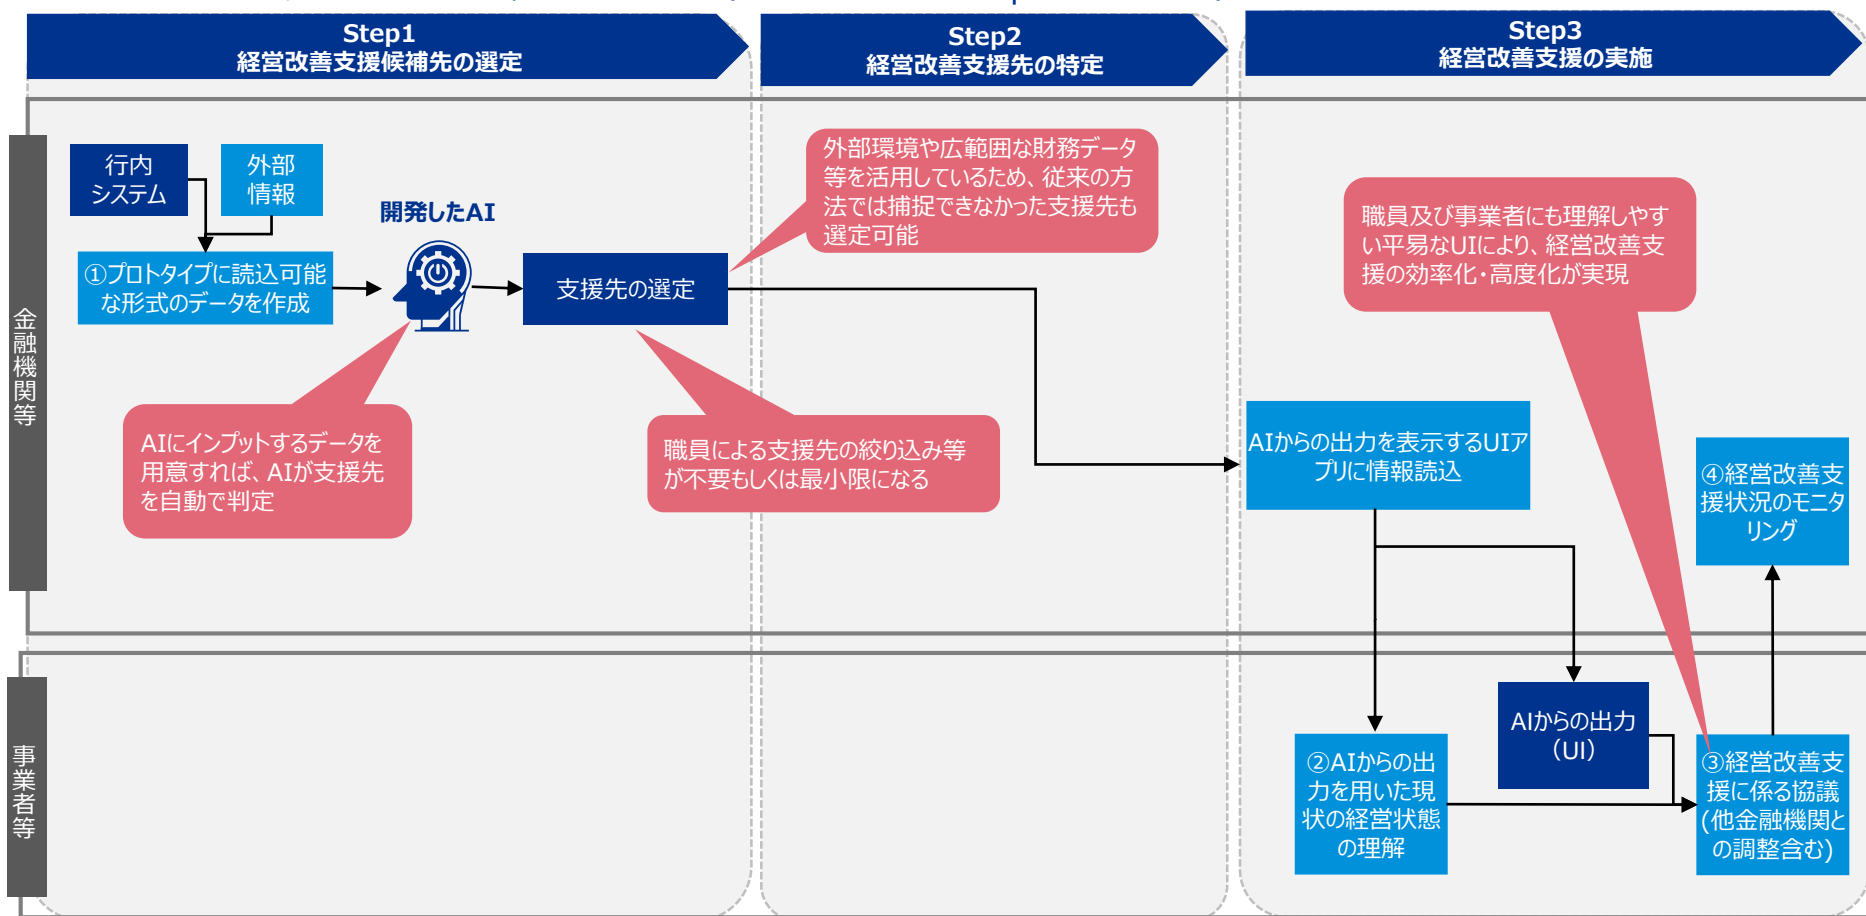 Step1
経営改善支援候補先の選定
Step2
経営改善支援先の特定
Step3
経営改善支援の実施
金融機関等
行内
システム
外部
情報
①プロトタイプに読込可能
な形式のデータを作成
開発したAI
支援先の選定
外部環境や広範囲な財務データ
等を活用しているため、従来の方
法では捕捉できなかった支援先も
選定可能
職員及び事業者にも理解しやす
い平易なUIにより、経営改善支
援の効率化・高度化が実現
AIにインプットするデータを
用意すれば、AIが支援先
を自動で判定
職員による支援先の絞り込み等
が不要もしくは最小限になる
AIからの出力を表示するUIア
プリに情報読込
④経営改善支
援状況のモニタ
リング
事業者等
②AIからの出
力を用いた現
状の経営状態
の理解
AIからの出力
（UI）
③経営改善支
援に係る協議
(他金融機関と
の調整含む)